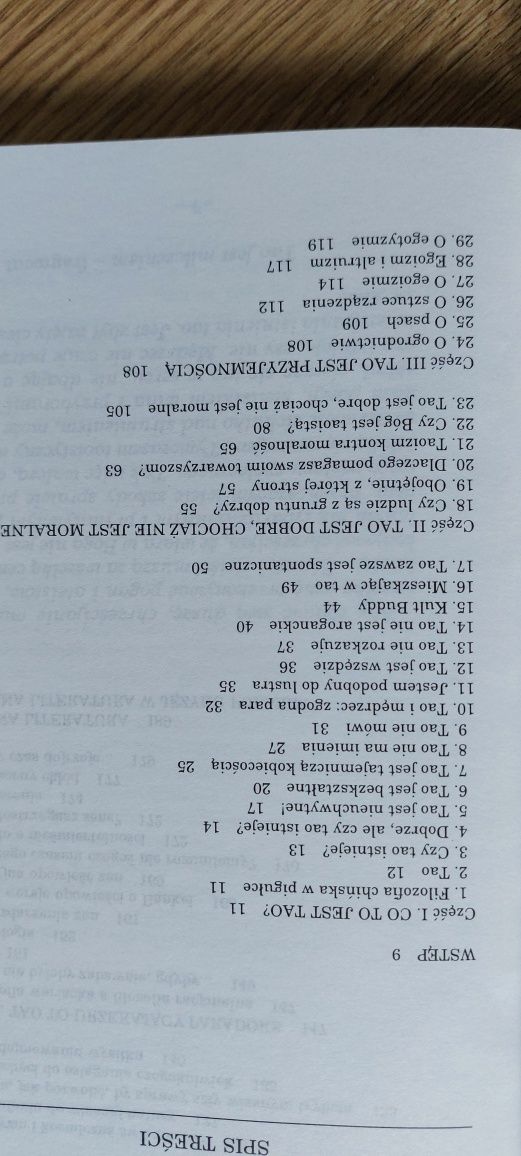 SPIS TREŚCI
WSTĘP 9
Część I. CO TO JEST TAO? 11
1. Filozofia chińska w pigułce 11
2. Tao 12
3. Czy tao istnieje? 13
4. Dobrze, ale czy tao istnieje? 14
5. Tao jest nieuchwytne! 17
6. Tao jest bezkształtne 20
7. Tao jest tajemniczą kobiecością 25
8. Tao nie ma imienia 27
9. Tao nie mówi 31
10. Tao i mędrzec: zgodna para 32
11. Jestem podobny do lustra 35
12. Tao jest wszędzie 36
13. Tao nie rozkazuje 37
14. Tao nie jest aroganckie 40
15. Kult Buddy 44
16. Mieszkając w tao 49
17. Tao zawsze jest spontaniczne 50
Część II. TAO JEST DOBRE, CHOCIAŻ NIE JEST MORALNE
18. Czy ludzie są z gruntu dobrzy? 55
19. Obojętnie, z której strony 57
20. Dlaczego pomagasz swoim towarzyszom? 63
21. Taoizm kontra moralność 65
22. Czy Bóg jest taoistą? 80
23. Tao jest dobre, chociaż nie jest moralne 105
Część III. TAO JEST PRZYJEMNOŚCIĄ 108
24. O ogrodnictwie 108
25. O psach 109
26. O sztuce rządzenia 112
27. O egoizmie 114
28. Egoizm i altruizm 117
29. O egotyzmie 119